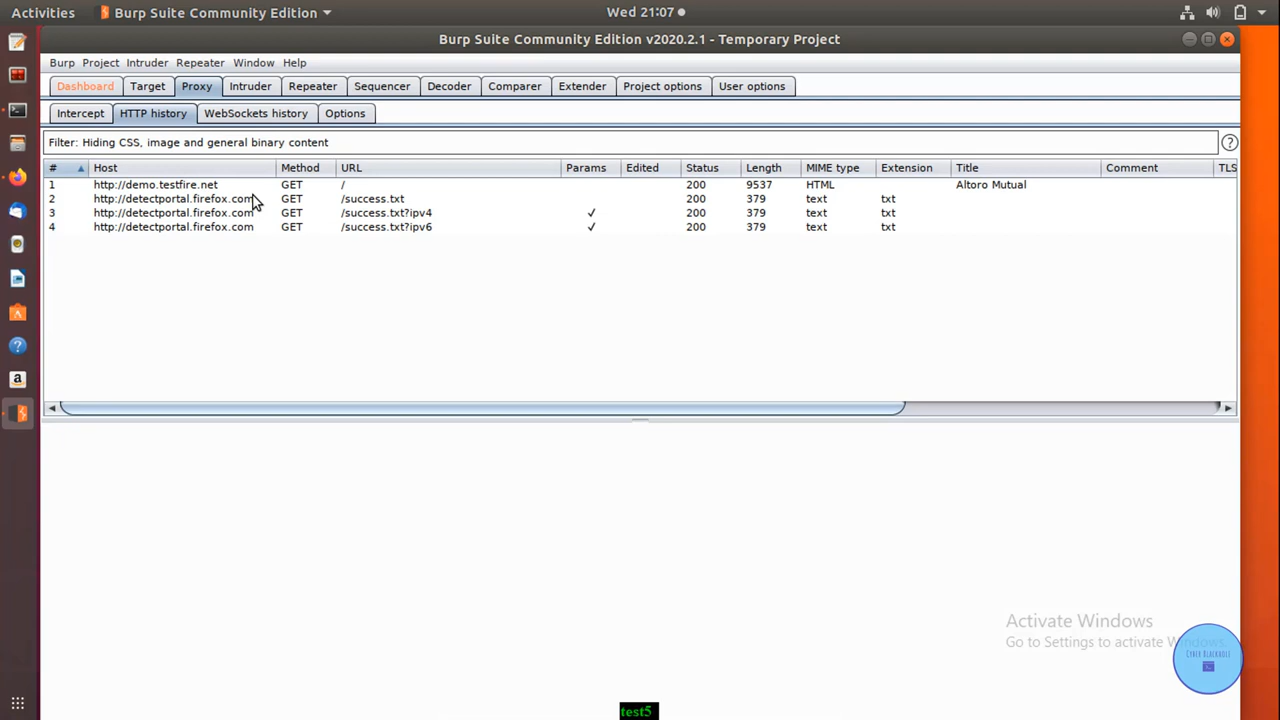 Activities Burp Suite Community Edition Wed 21:07
Burp Suite Community Edition v2020.2.1 - Temporary Project
Burp Project Intruder Repeater Window Help
Dashboard Target Proxy Intruder Repeater Sequencer Decoder Comparer Extender Project options User options
Intercept HTTP history WebSockets history Options
Filter: Hiding CSS, image and general binary content ?
# Host Method URL Params Edited Status Length MIME type Extension Title Comment TLS
1 http://demo.testfire.net GET / 200 9537 HTML Altoro Mutual
2 http://detectportal.firefox.com GET /success.txt 200 379 text txt
3 http://detectportal.firefox.com GET /success.txt?ipv4 ✓ 200 379 text txt
4 http://detectportal.firefox.com GET /success.txt?ipv6 ✓ 200 379 text txt
Activate Windows
Go to Settings to activate Windows.
CYBER BLACKHOLE
test5